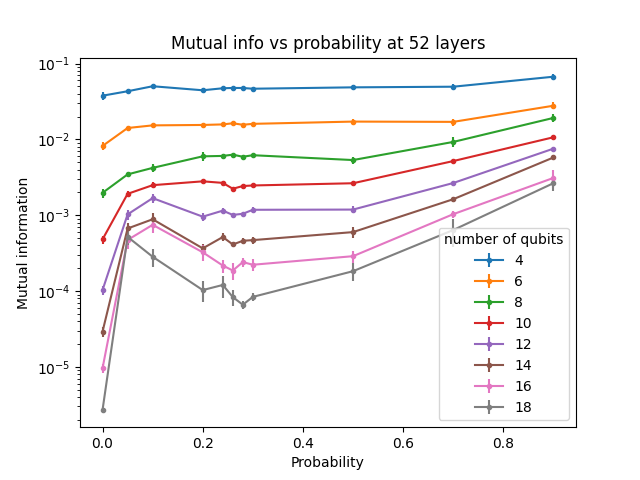 Mutual info vs probability at 52 layers
Mutual information
10⁻¹
10⁻²
10⁻³
10⁻⁴
10⁻⁵
number of qubits
4
6
8
10
12
14
16
18
0.0 0.2 0.4 0.6 0.8
Probability